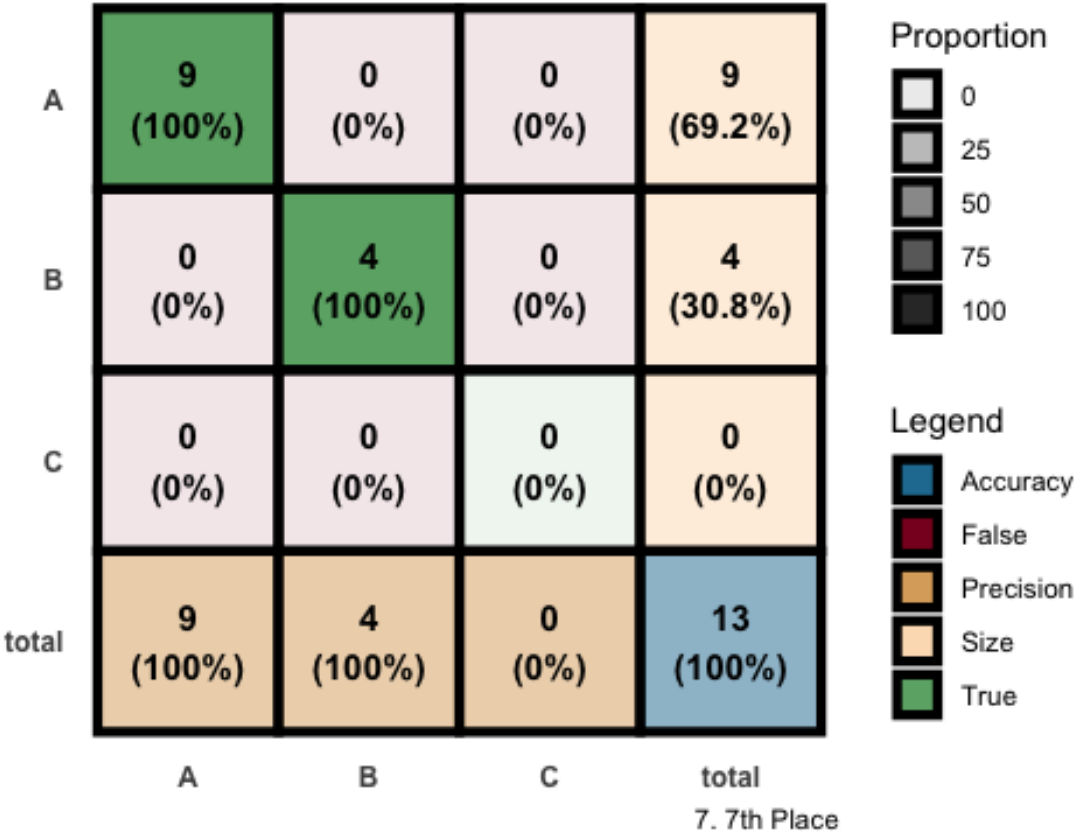 A
9
(100%)
0
(0%)
0
(0%)
9
(69.2%)
B
0
(0%)
4
(100%)
0
(0%)
4
(30.8%)
C
0
(0%)
0
(0%)
0
(0%)
0
(0%)
total
9
(100%)
4
(100%)
0
(0%)
13
(100%)
A
B
C
total
7. 7th Place
Proportion
0
25
50
75
100
Legend
Accuracy
False
Precision
Size
True